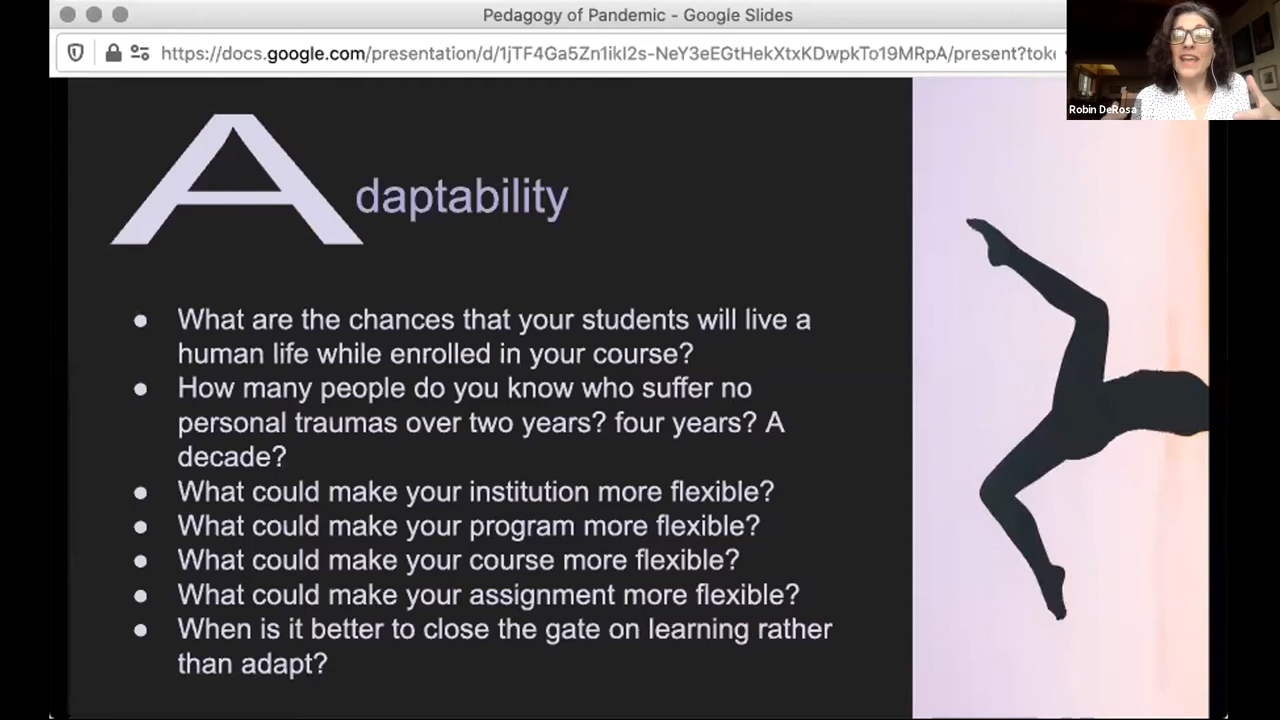 Pedagogy of Pandemic - Google Slides
https://docs.google.com/presentation/d/1jTF4Ga5Zn1ikI2s-NeY3eEGtHekXtxKDwpkTo19MRpA/present?toke
Robin DeRosa
Adaptability
● What are the chances that your students will live a
human life while enrolled in your course?
● How many people do you know who suffer no
personal traumas over two years? four years? A
decade?
● What could make your institution more flexible?
● What could make your program more flexible?
● What could make your course more flexible?
● What could make your assignment more flexible?
● When is it better to close the gate on learning rather
than adapt?